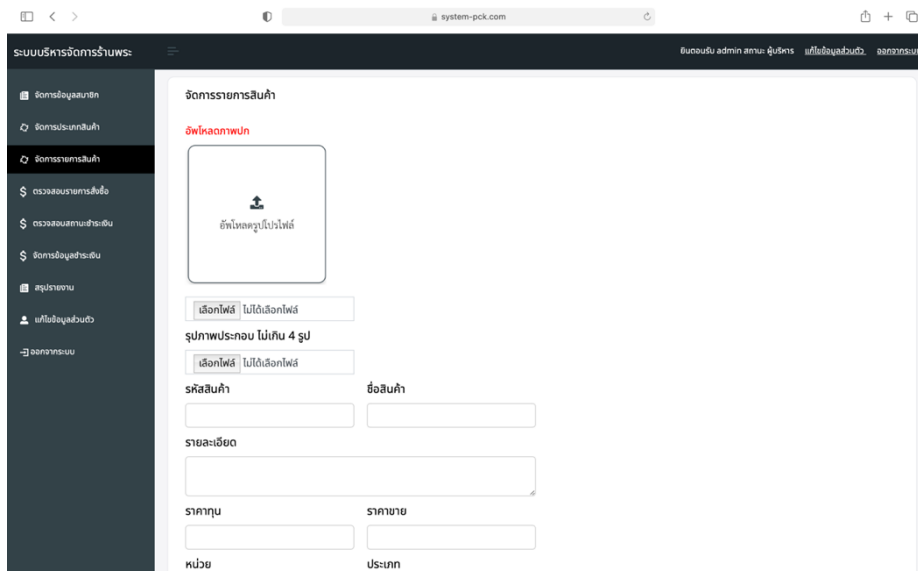 system-pck.com
ระบบบริหารจัดการร้านพระ
ยินตอนรับ admin สถานะ ผู้บริหาร แก้ไขข้อมูลส่วนตัว ออกจากระบบ
จัดการข้อมูลสมาชิก
จัดการประเภทสินค้า
จัดการรายการสินค้า
ตรวจสอบรายการสั่งซื้อ
ตรวจสอบสถานะชำระเงิน
จัดการข้อมูลชำระเงิน
สรุปรายงาน
แก้ไขข้อมูลส่วนตัว
ออกจากระบบ
จัดการรายการสินค้า
อัพโหลดภาพปก
อัพโหลดรูปโปรไฟล์
เลือกไฟล์ ไม่ได้เลือกไฟล์
รุปภาพประกอบ ไม่เกิน 4 รูป
เลือกไฟล์ ไม่ได้เลือกไฟล์
รหัสสินค้า ชื่อสินค้า
รายละเอียด
ราคาทุน ราคาขาย
หน่วย ประเภท